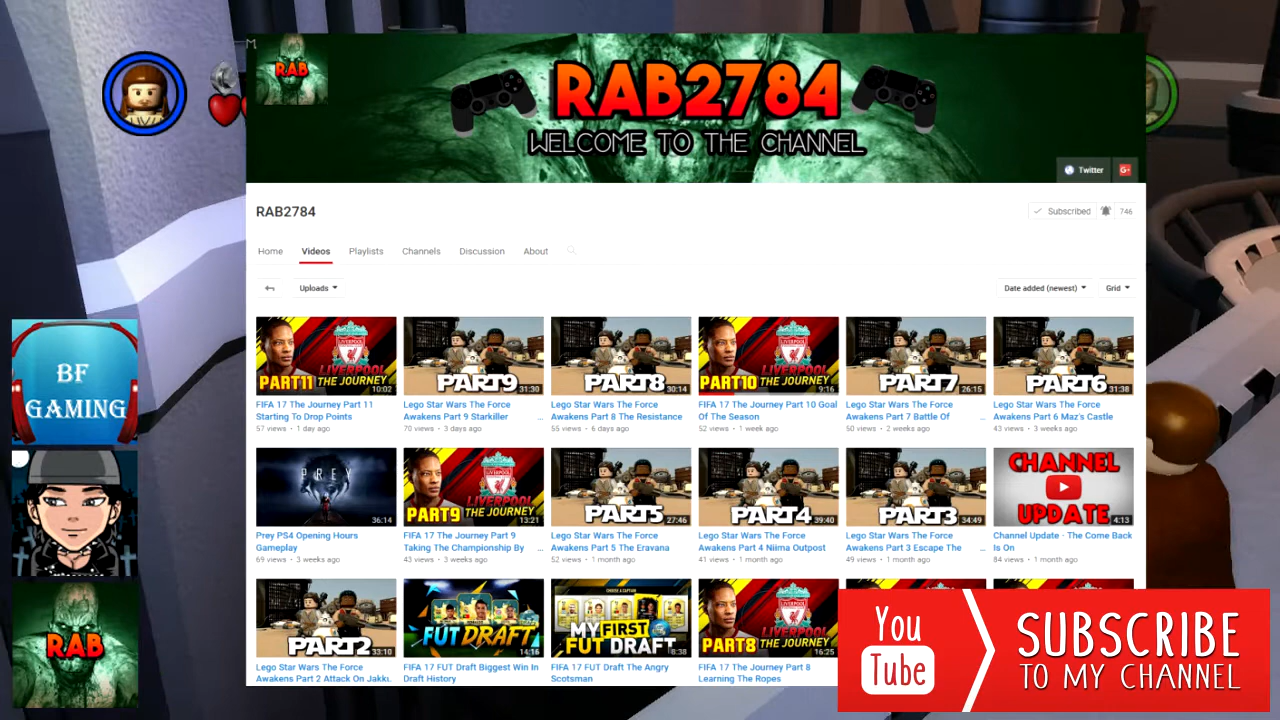 M
RAB
RAB2784
WELCOME TO THE CHANNEL
Twitter
G+
RAB2784
Subscribed 746
Home Videos Playlists Channels Discussion About
Uploads
Date added (newest) Grid
LIVERPOOL
PART11 THE JOURNEY
10:02
PART9
31:30
PART8
30:14
LIVERPOOL
PART10 THE JOURNEY
9:16
PART7
26:15
PART6
31:38
FIFA 17 The Journey Part 11
Starting To Drop Points
57 views • 1 day ago
Lego Star Wars The Force
Awakens Part 9 Starkiller ...
70 views • 3 days ago
Lego Star Wars The Force
Awakens Part 8 The Resistance
55 views • 6 days ago
FIFA 17 The Journey Part 10 Goal
Of The Season
52 views • 1 week ago
Lego Star Wars The Force
Awakens Part 7 Battle Of ...
50 views • 2 weeks ago
Lego Star Wars The Force
Awakens Part 6 Maz's Castle
43 views • 3 weeks ago
BF
GAMING
PREY
36:14
LIVERPOOL
PART9 THE JOURNEY
13:21
PART5
27:46
PART4
39:40
PART3
34:49
CHANNEL
UPDATE
4:13
Prey PS4 Opening Hours
Gameplay
69 views • 3 weeks ago
FIFA 17 The Journey Part 9
Taking The Championship By ...
43 views • 3 weeks ago
Lego Star Wars The Force
Awakens Part 5 The Eravana
52 views • 1 month ago
Lego Star Wars The Force
Awakens Part 4 Niima Outpost
41 views • 1 month ago
Lego Star Wars The Force
Awakens Part 3 Escape The ...
49 views • 1 month ago
Channel Update - The Come Back
Is On
84 views • 1 month ago
PART2
33:10
FUT DRAFT
14:16
MY FIRST
FUT DRAFT
8:38
LIVERPOOL
PART8 THE JOURNEY
16:25
Lego Star Wars The Force
Awakens Part 2 Attack On Jakku.
FIFA 17 FUT Draft Biggest Win In
Draft History
FIFA 17 FUT Draft The Angry
Scotsman
FIFA 17 The Journey Part 8
Learning The Ropes
RAB
You
Tube
SUBSCRIBE
TO MY CHANNEL